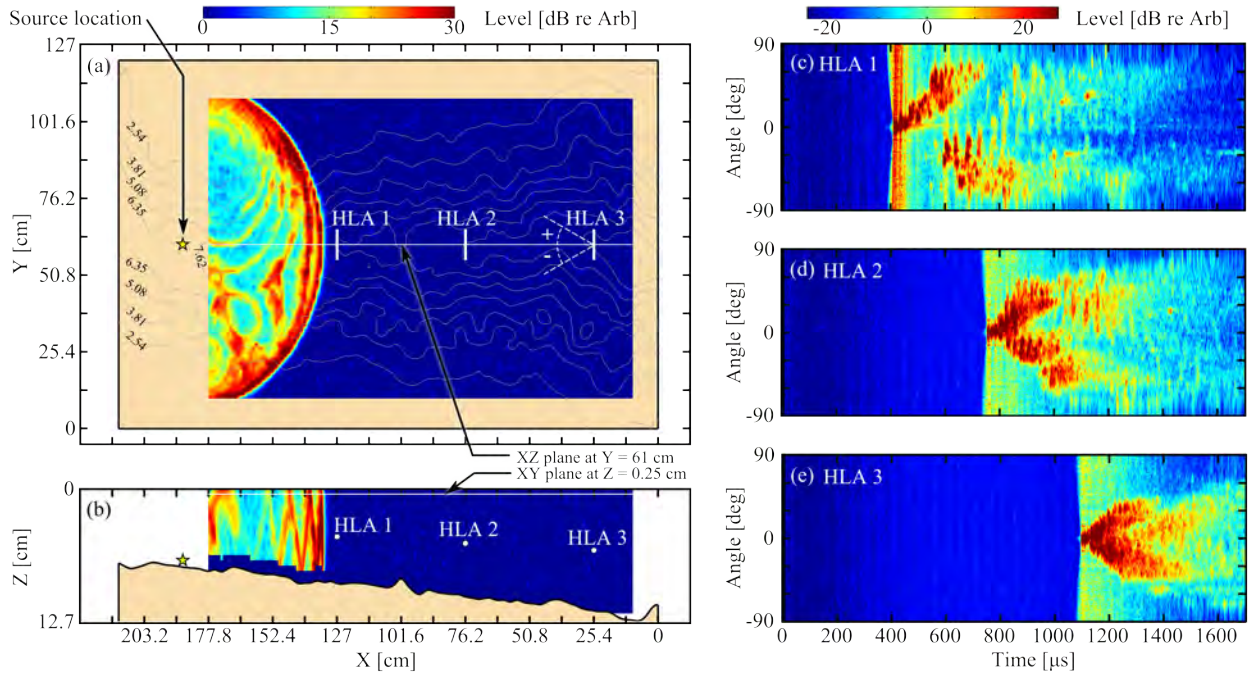 Source location
0 15 30 Level [dB re Arb]
-20 0 20 Level [dB re Arb]
127
101.6
76.2
50.8
25.4
0
Y [cm]
(a)
2.54
3.81
5.08
6.35
7.62
6.35
5.08
3.81
2.54
HLA 1 HLA 2 HLA 3
+
-
XZ plane at Y = 61 cm
XY plane at Z = 0.25 cm
0
12.7
Z [cm]
(b)
HLA 1 HLA 2 HLA 3
203.2 177.8 152.4 127 101.6 76.2 50.8 25.4 0
X [cm]
(c) HLA 1
90
0
-90
Angle [deg]
(d) HLA 2
90
0
-90
Angle [deg]
(e) HLA 3
90
0
-90
Angle [deg]
0 200 400 600 800 1000 1200 1400 1600
Time [μs]